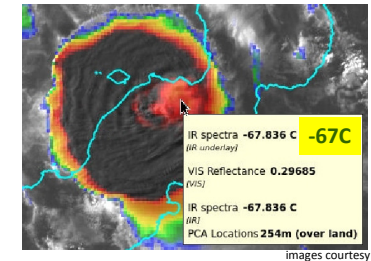 IR spectra -67.836 C
-67C
[IR underlay]
VIS Reflectance 0.29685
[VIS]
IR spectra -67.836 C
[IR]
PCA Locations 254m (over land)
images courtesy